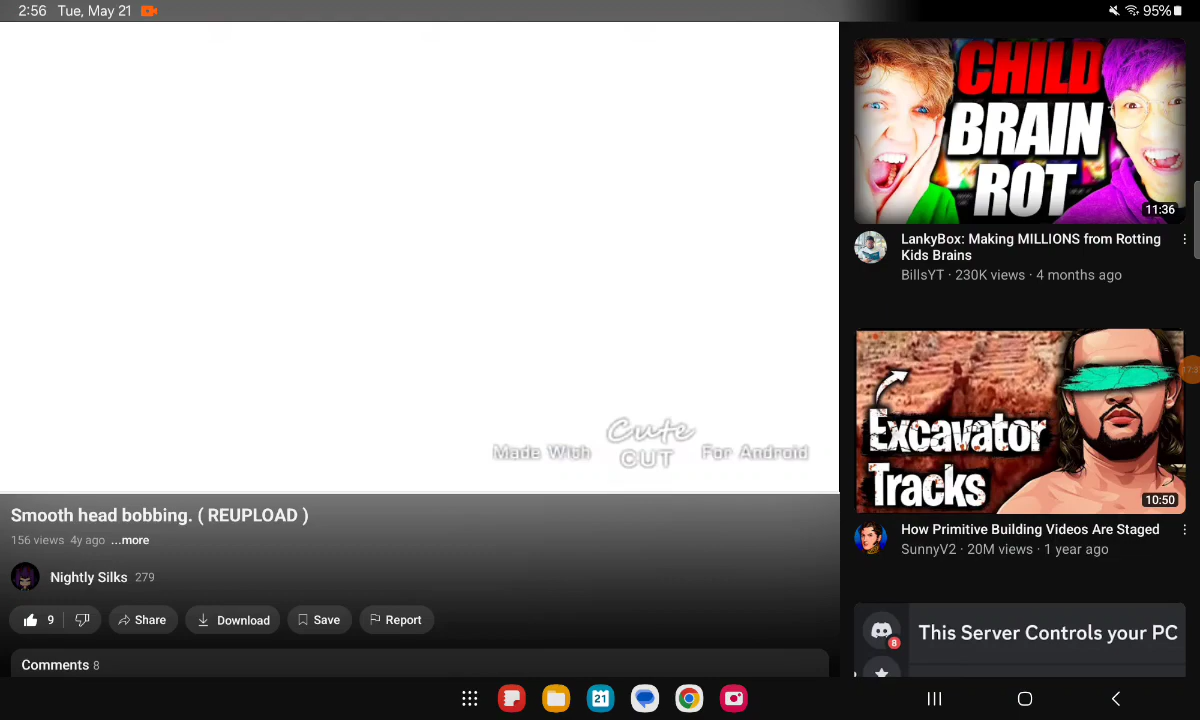 2:56 Tue, May 21
95%
Made With Cute CUT For Android
Smooth head bobbing. ( REUPLOAD )
156 views 4y ago ...more
Nightly Silks 279
9
Share
Download
Save
Report
Comments 8
CHILD
BRAIN
ROT
11:36
LankyBox: Making MILLIONS from Rotting
Kids Brains
BillsYT · 230K views · 4 months ago
Excavator
Tracks
10:50
How Primitive Building Videos Are Staged
SunnyV2 · 20M views · 1 year ago
8
This Server Controls your PC
21